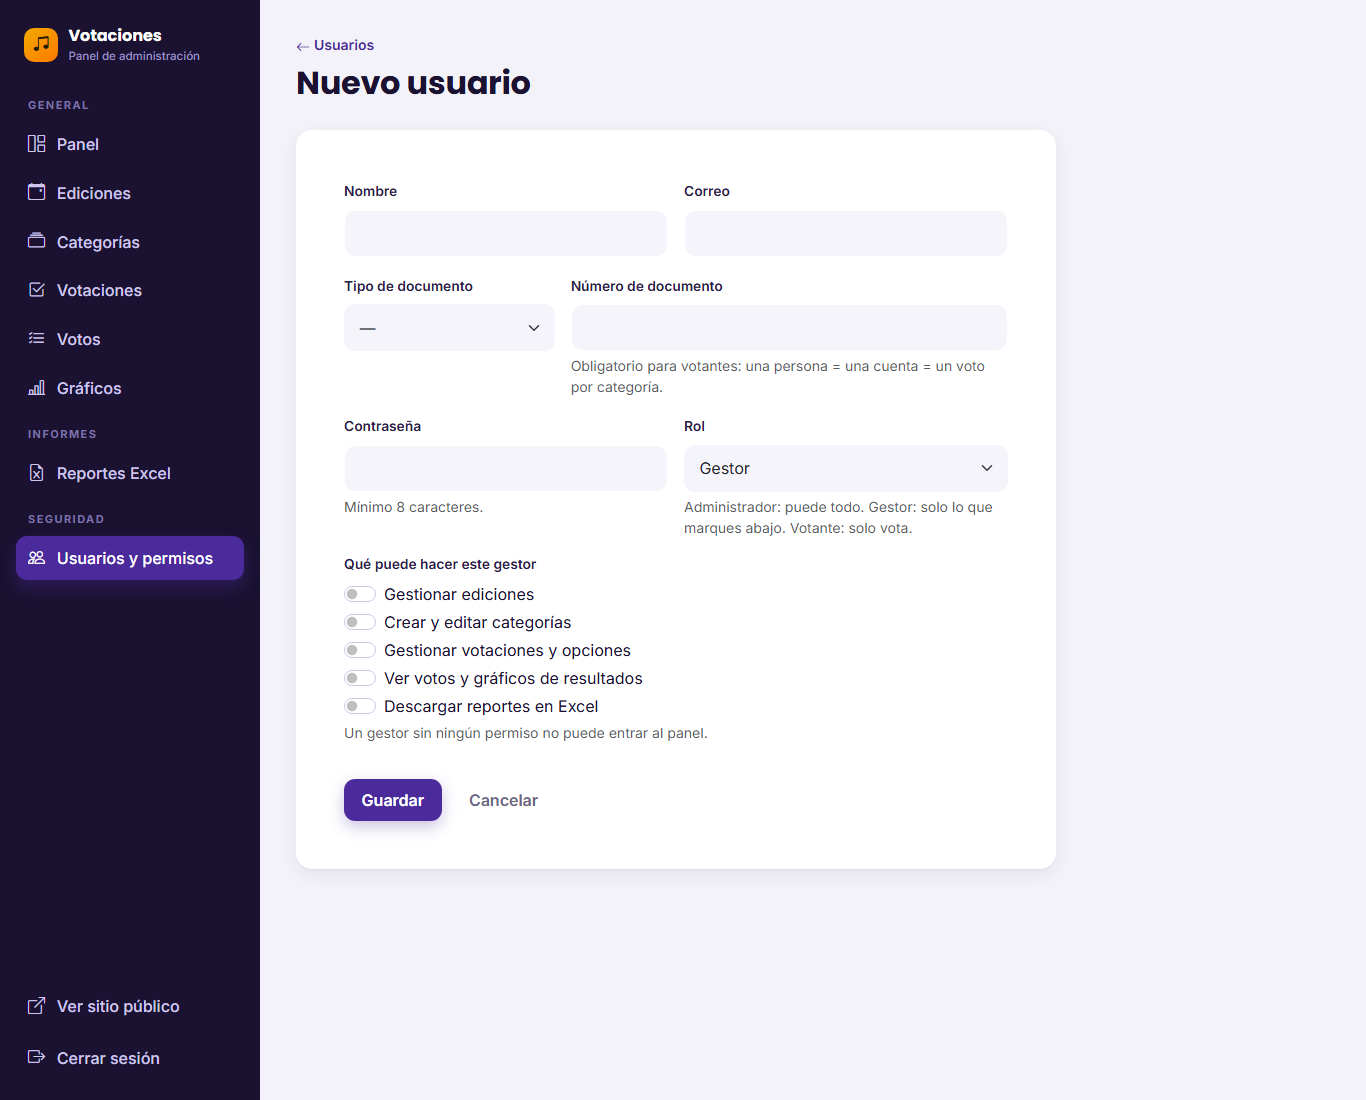 Votaciones
Panel de administración
GENERAL
Panel
Ediciones
Categorías
Votaciones
Votos
Gráficos
INFORMES
Reportes Excel
SEGURIDAD
Usuarios y permisos
Ver sitio público
Cerrar sesión
← Usuarios
Nuevo usuario
Nombre
Correo
Tipo de documento
Número de documento
—
Obligatorio para votantes: una persona = una cuenta = un voto
por categoría.
Contraseña
Rol
Gestor
Mínimo 8 caracteres.
Administrador: puede todo. Gestor: solo lo que
marques abajo. Votante: solo vota.
Qué puede hacer este gestor
Gestionar ediciones
Crear y editar categorías
Gestionar votaciones y opciones
Ver votos y gráficos de resultados
Descargar reportes en Excel
Un gestor sin ningún permiso no puede entrar al panel.
Guardar
Cancelar